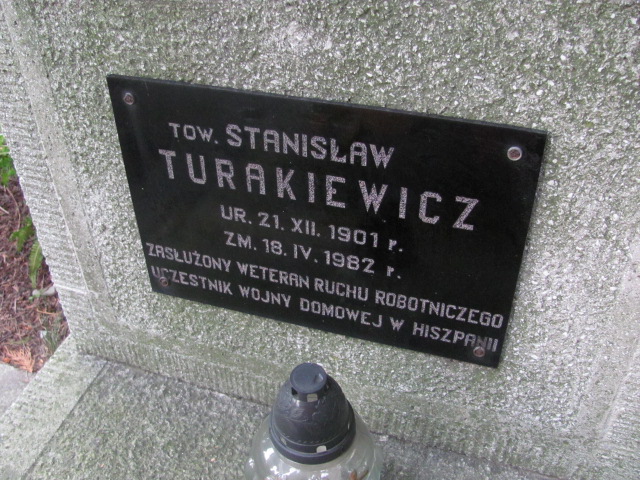 TOW. STANISŁAW
TURAKIEWICZ
UR. 21. XII. 1901 r.
ZM. 18. IV. 1982 r.
ZASŁUŻONY WETERAN RUCHU ROBOTNICZEGO
UCZESTNIK WOJNY DOMOWEJ W HISZPANII